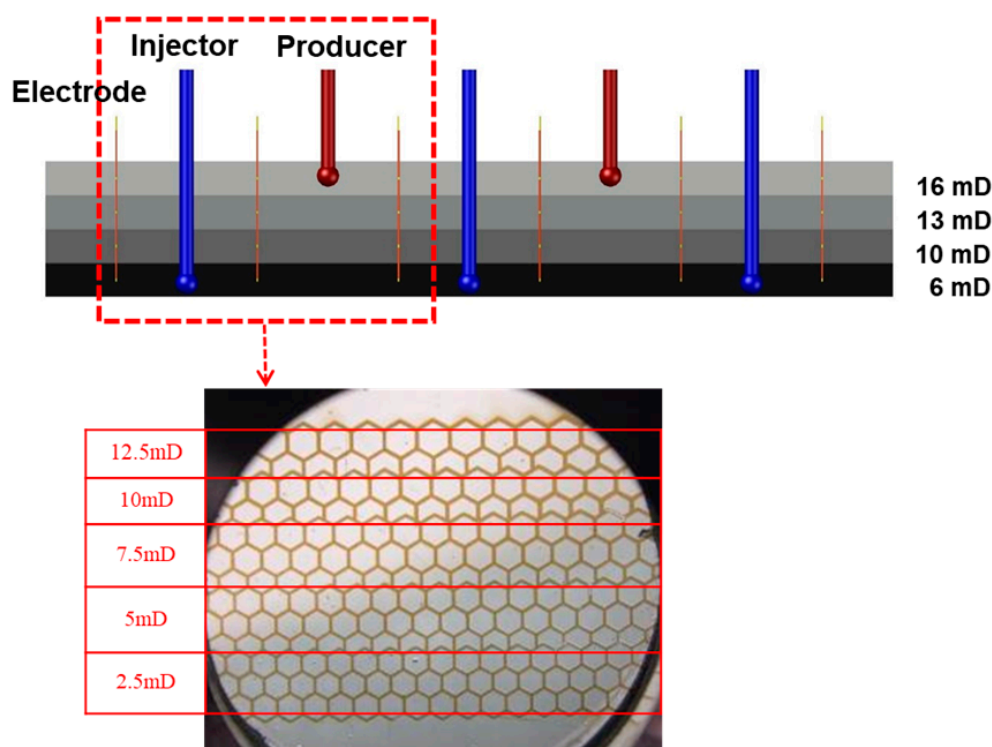 Injector
Producer
Electrode
16 mD
13 mD
10 mD
6 mD
12.5mD
10mD
7.5mD
5mD
2.5mD